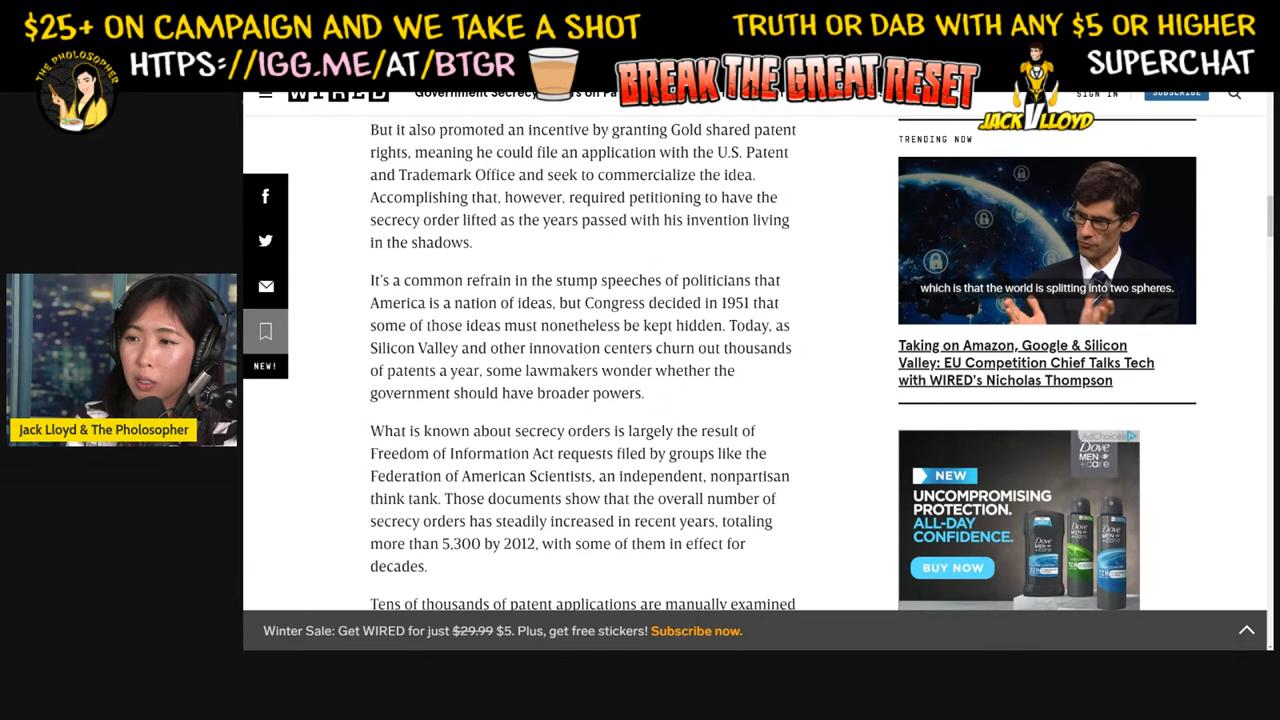 $25+ ON CAMPAIGN AND WE TAKE A SHOT
HTTPS://IGG.ME/AT/BTGR
THE PHOLOSOPHER
BREAK THE GREAT RESET
TRUTH OR DAB WITH ANY $5 OR HIGHER
SUPERCHAT
JACK V LLOYD
WIRED
Government Secrecy
on
SIGN IN
SUBSCRIBE
But it also promoted an incentive by granting Gold shared patent
rights, meaning he could file an application with the U.S. Patent
and Trademark Office and seek to commercialize the idea.
Accomplishing that, however, required petitioning to have the
secrecy order lifted as the years passed with his invention living
in the shadows.
It's a common refrain in the stump speeches of politicians that
America is a nation of ideas, but Congress decided in 1951 that
some of those ideas must nonetheless be kept hidden. Today, as
Silicon Valley and other innovation centers churn out thousands
of patents a year, some lawmakers wonder whether the
government should have broader powers.
What is known about secrecy orders is largely the result of
Freedom of Information Act requests filed by groups like the
Federation of American Scientists, an independent, nonpartisan
think tank. Those documents show that the overall number of
secrecy orders has steadily increased in recent years, totaling
more than 5,300 by 2012, with some of them in effect for
decades.
Tens of thousands of patent applications are manually examined
NEW!
Jack Lloyd & The Pholosopher
TRENDING NOW
which is that the world is splitting into two spheres.
Taking on Amazon, Google & Silicon
Valley: EU Competition Chief Talks Tech
with WIRED's Nicholas Thompson
AdChoices
Dove
MEN
+CARE
NEW
UNCOMPROMISING
PROTECTION.
ALL-DAY
CONFIDENCE.
BUY NOW
Winter Sale: Get WIRED for just $29.99 $5. Plus, get free stickers! Subscribe now.